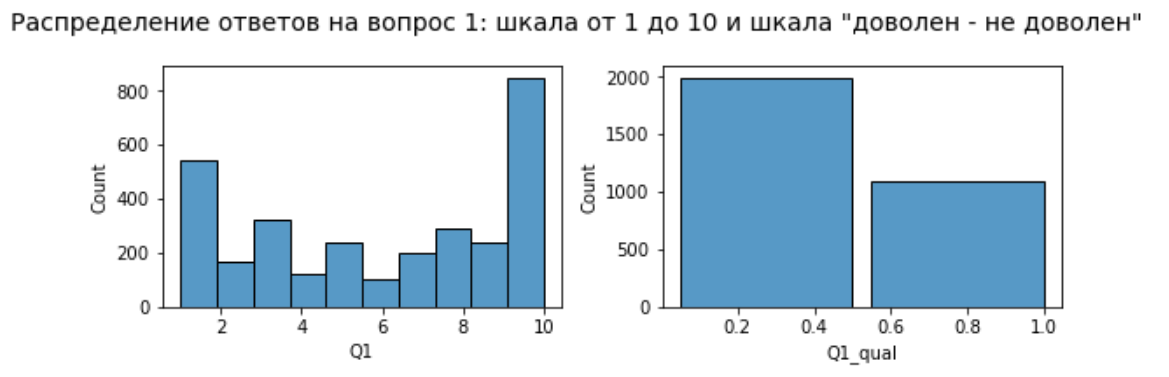 Распределение ответов на вопрос 1: шкала от 1 до 10 и шкала "доволен - не доволен"
800
600
400
200
0
Count
2 4 6 8 10
Q1
2000
1500
1000
500
0
Count
0.2 0.4 0.6 0.8 1.0
Q1_qual